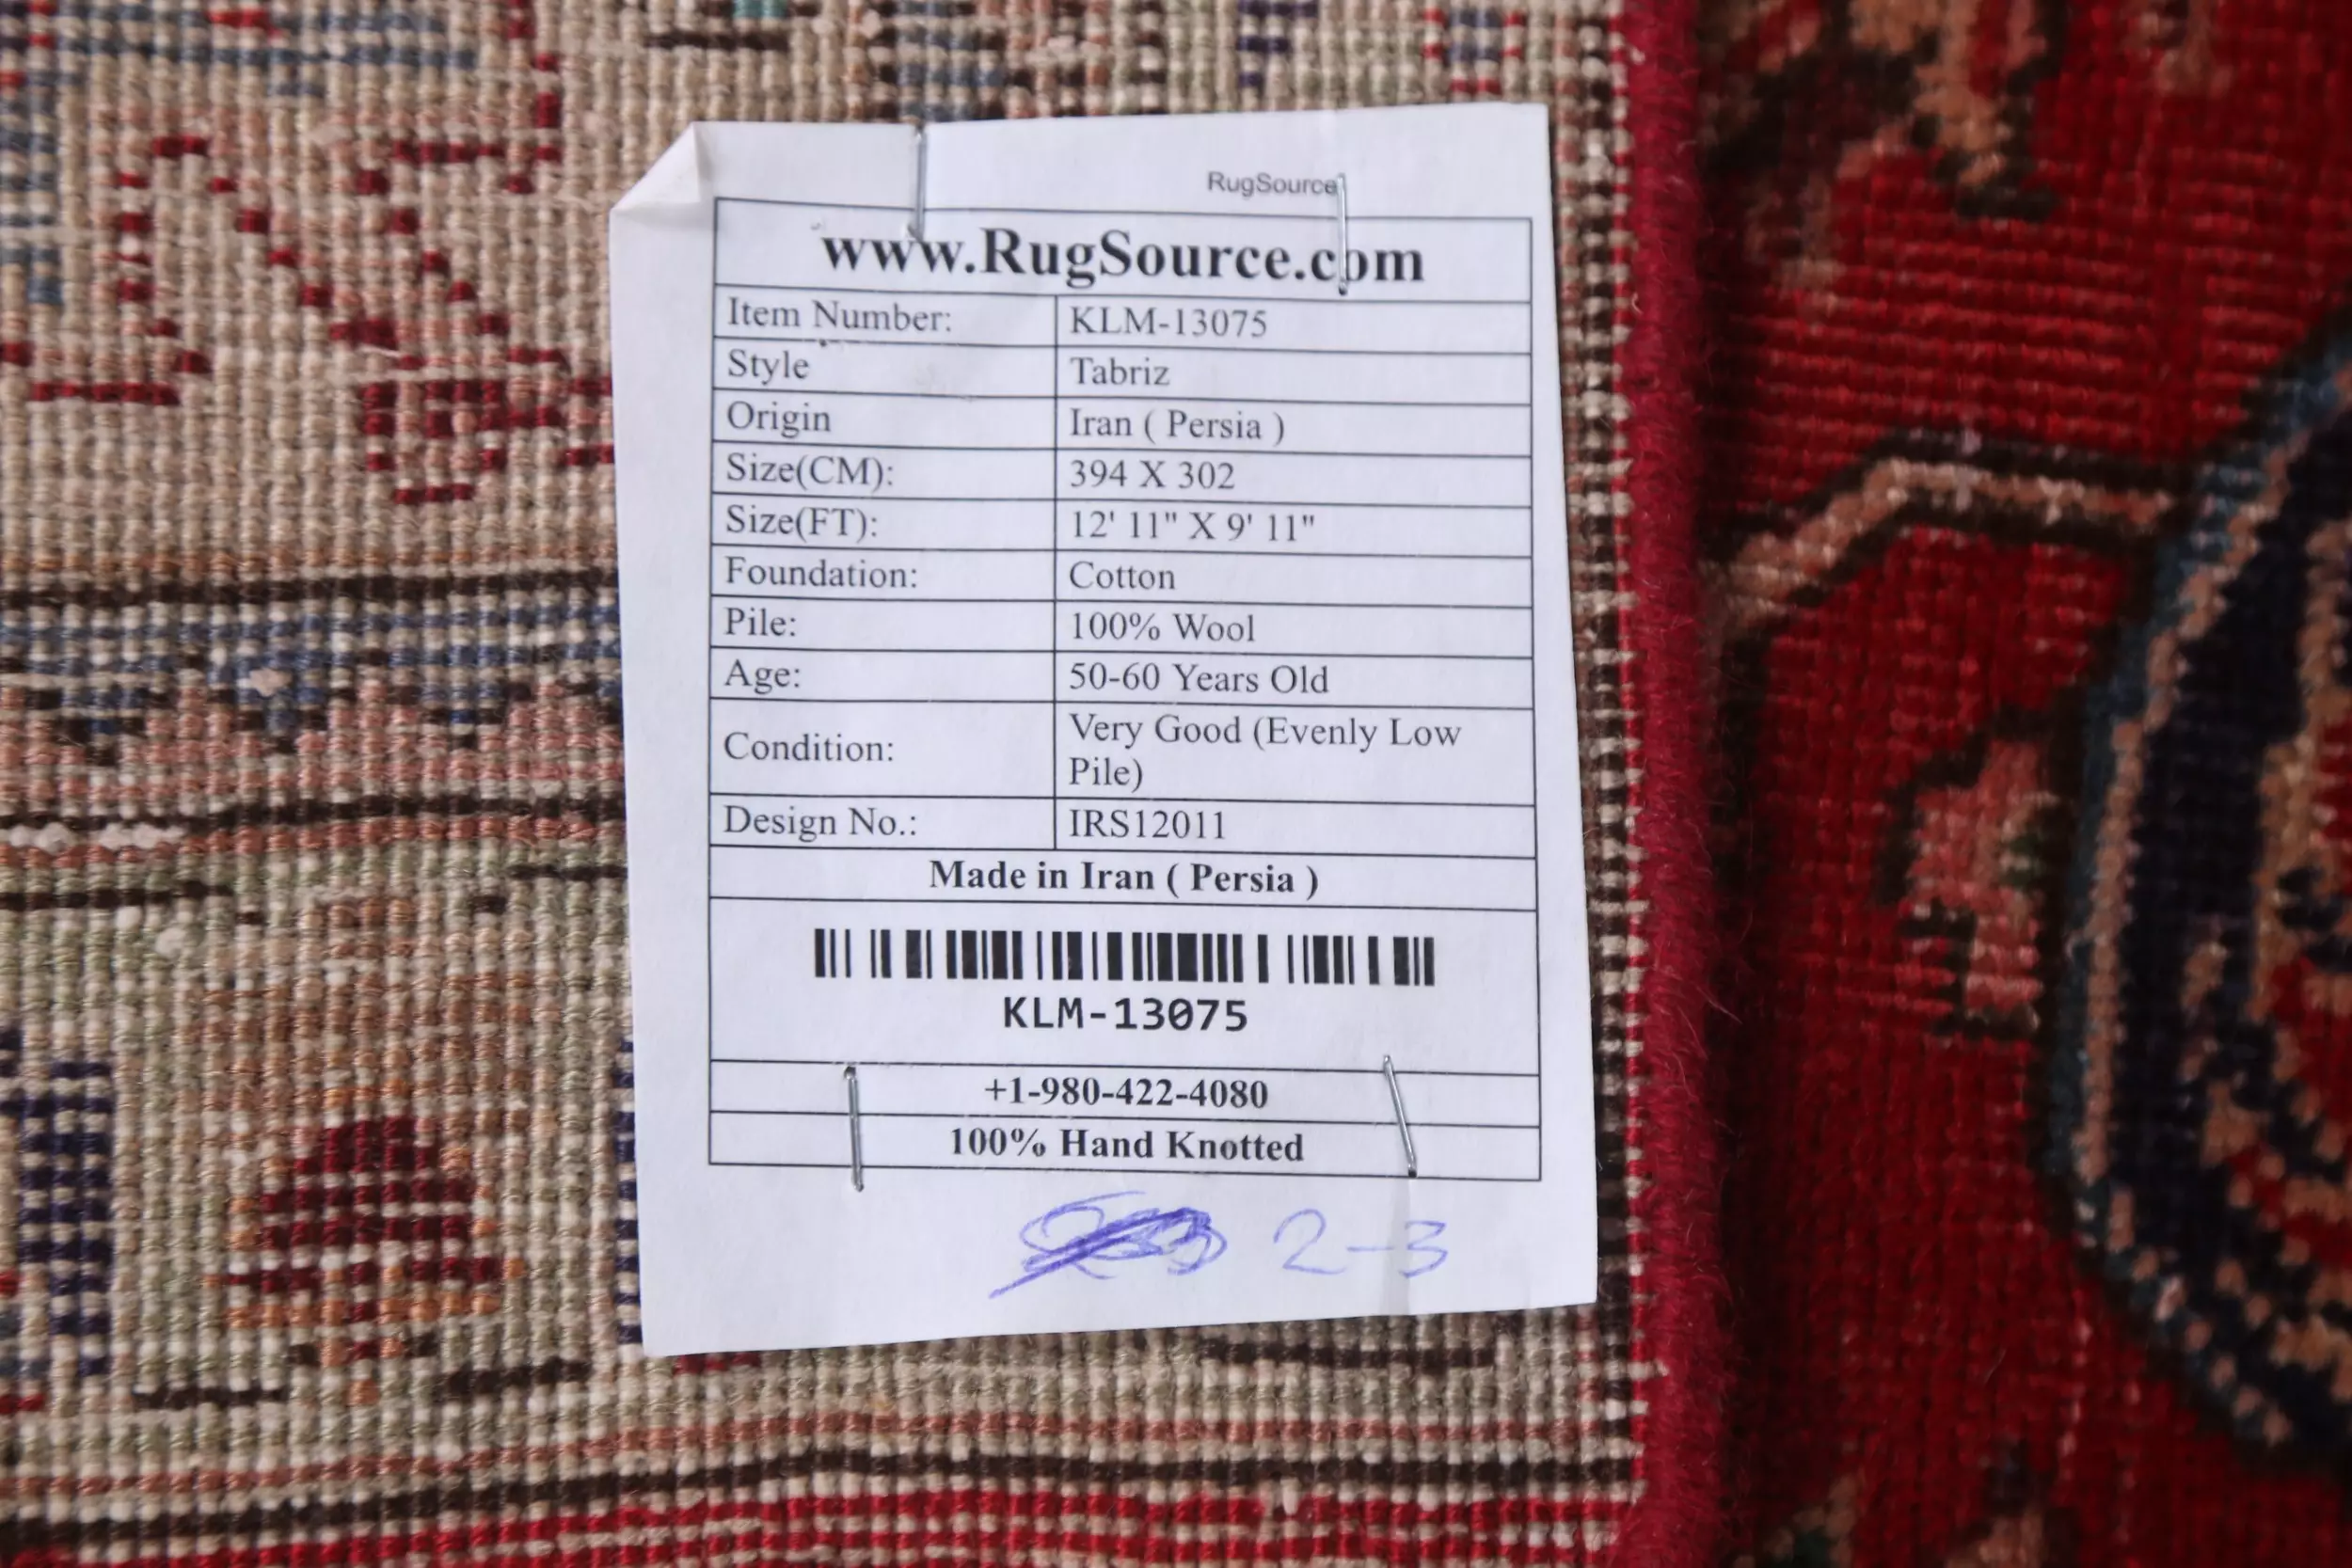 RugSource
www.RugSource.com
Item Number: KLM-13075
Style Tabriz
Origin Iran ( Persia )
Size(CM): 394 X 302
Size(FT): 12' 11" X 9' 11"
Foundation: Cotton
Pile: 100% Wool
Age: 50-60 Years Old
Condition: Very Good (Evenly Low
Pile)
Design No.: IRS12011
Made in Iran ( Persia )
KLM-13075
+1-980-422-4080
100% Hand Knotted
2-3